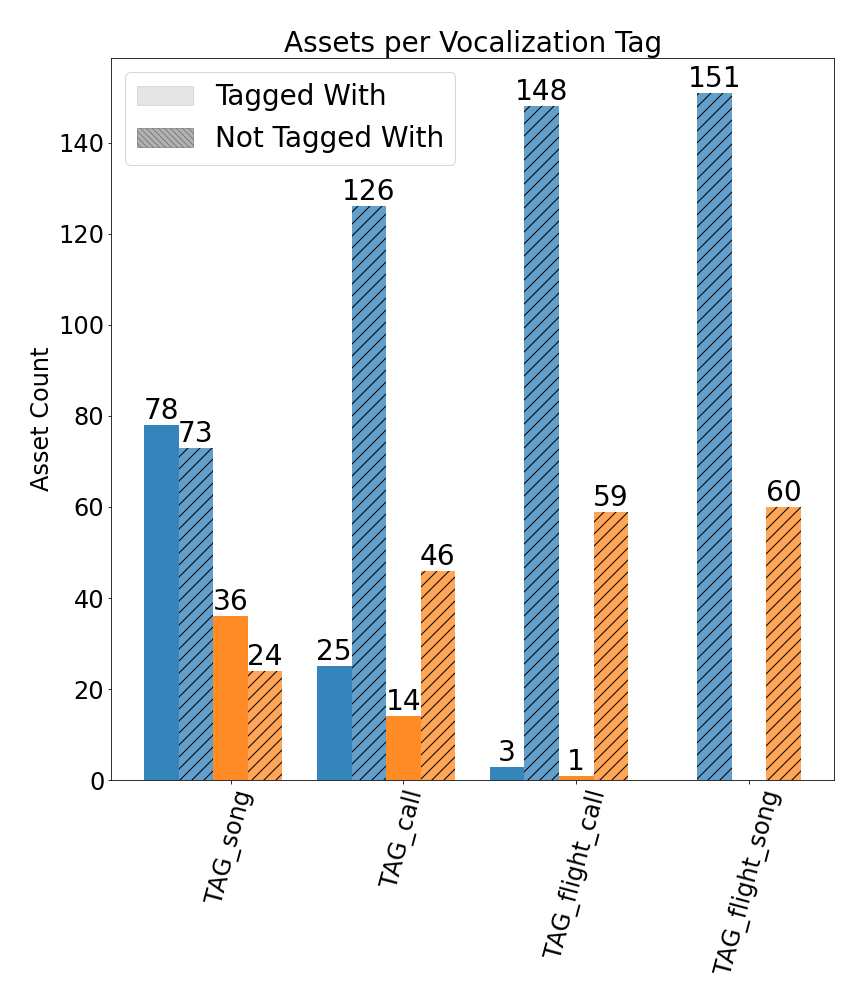 Assets per Vocalization Tag
Tagged With
Not Tagged With
Asset Count
140
120
100
80
60
40
20
0
78
73
36
24
25
126
14
46
3
148
1
59
151
60
TAG_song
TAG_call
TAG_flight_call
TAG_flight_song